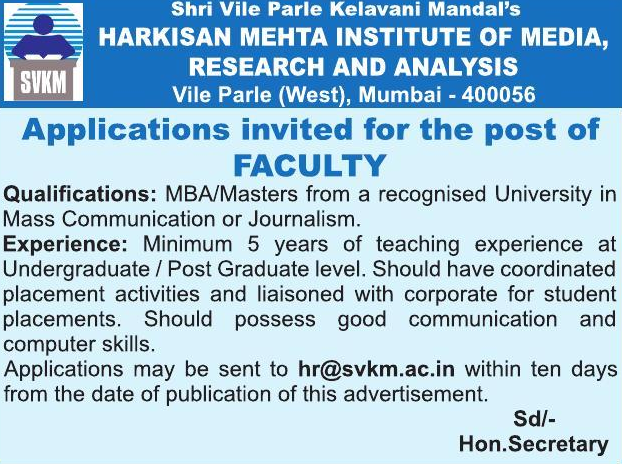 Shri Vile Parle Kelavani Mandal's
HARKISAN MEHTA INSTITUTE OF MEDIA,
RESEARCH AND ANALYSIS
Vile Parle (West), Mumbai - 400056
SVKM
Applications invited for the post of
FACULTY
Qualifications: MBA/Masters from a recognised University in
Mass Communication or Journalism.
Experience: Minimum 5 years of teaching experience at
Undergraduate / Post Graduate level. Should have coordinated
placement activities and liaisoned with corporate for student
placements. Should possess good communication and
computer skills.
Applications may be sent to hr@svkm.ac.in within ten days
from the date of publication of this advertisement.
Sd/-
Hon.Secretary